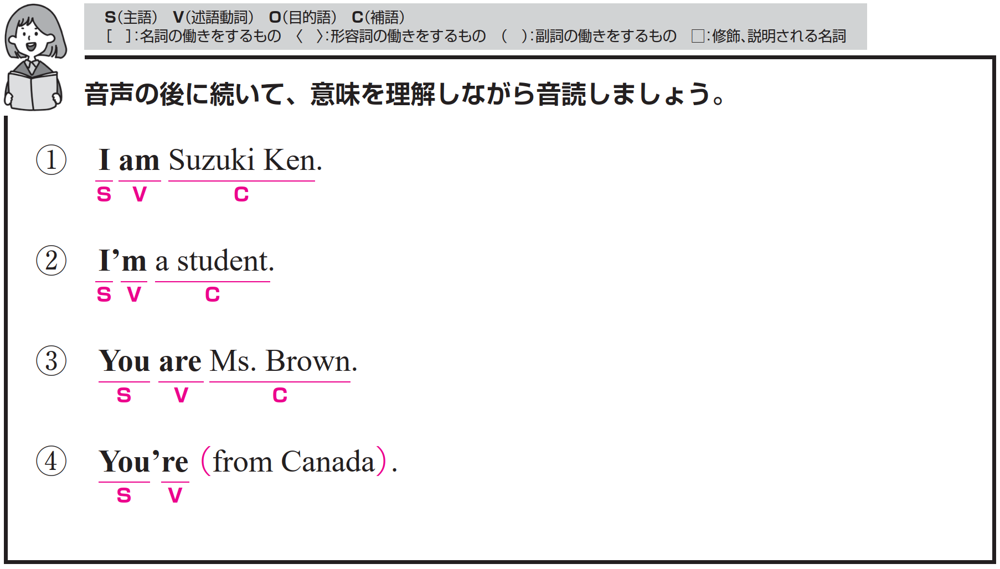 S（主語）　V（述語動詞）　O（目的語）　C（補語）
［　］：名詞の働きをするもの　〈　〉：形容詞の働きをするもの　（　）：副詞の働きをするもの　□：修飾、説明される名詞
音声の後に続いて、意味を理解しながら音読しましょう。
① I am Suzuki Ken.
S V C
② I’m a student.
S V C
③ You are Ms. Brown.
S V C
④ You’re（from Canada）.
S V